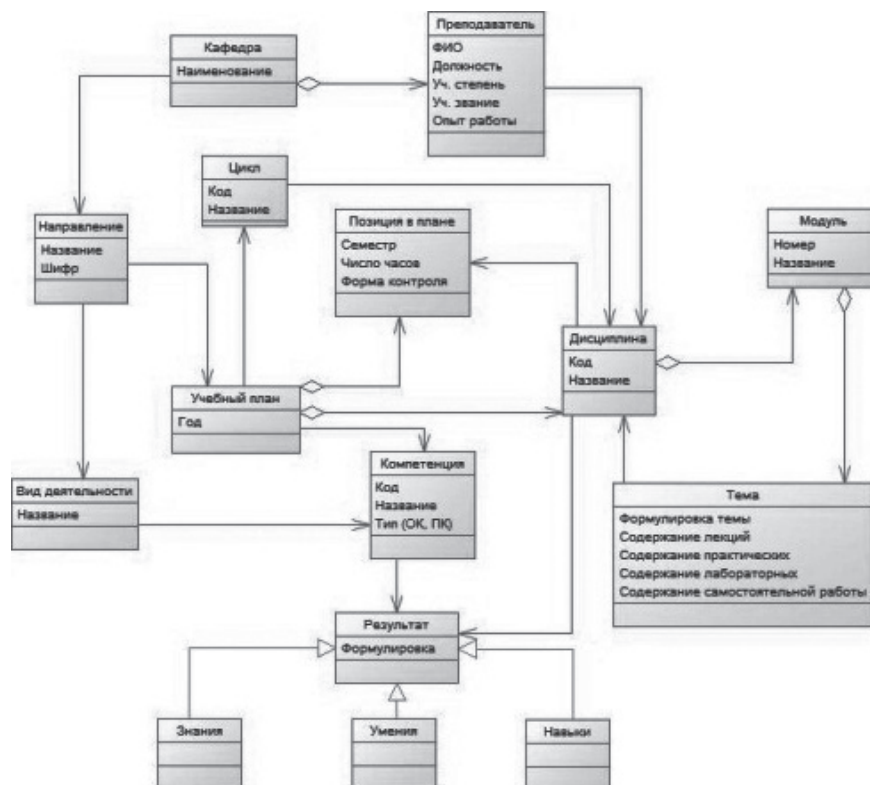 Преподаватель
ФИО
Должность
Уч. степень
Уч. звание
Опыт работы
Кафедра
Наименование
Цикл
Код
Название
Позиция в плане
Семестр
Число часов
Форма контроля
Модуль
Номер
Название
Направление
Название
Шифр
Дисциплина
Код
Название
Учебный план
Год
Компетенция
Код
Название
Тип (ОК, ПК)
Вид деятельности
Название
Тема
Формулировка темы
Содержание лекций
Содержание практических
Содержание лабораторных
Содержание самостоятельной работы
Результат
Формулировка
Знания
Умения
Навыки